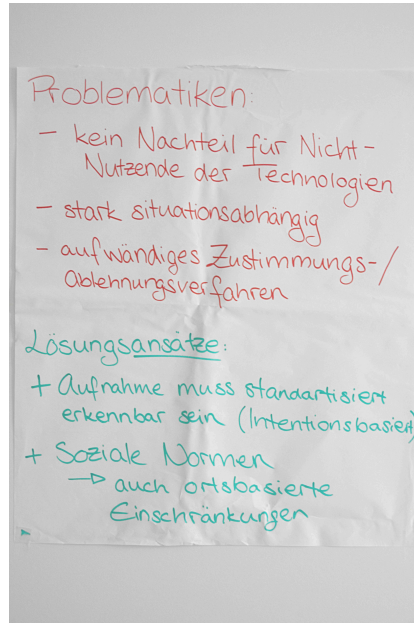 Problematiken:
– kein Nachteil für Nicht-
Nutzende der Technologien
– stark situationsabhängig
– aufwändiges Zustimmungs-/
Ablehnungsverfahren
Lösungsansätze:
+ Aufnahme muss standartisiert
erkennbar sein (Intentionsbasiert)
+ Soziale Normen
→ auch ortsbasierte
Einschränkungen